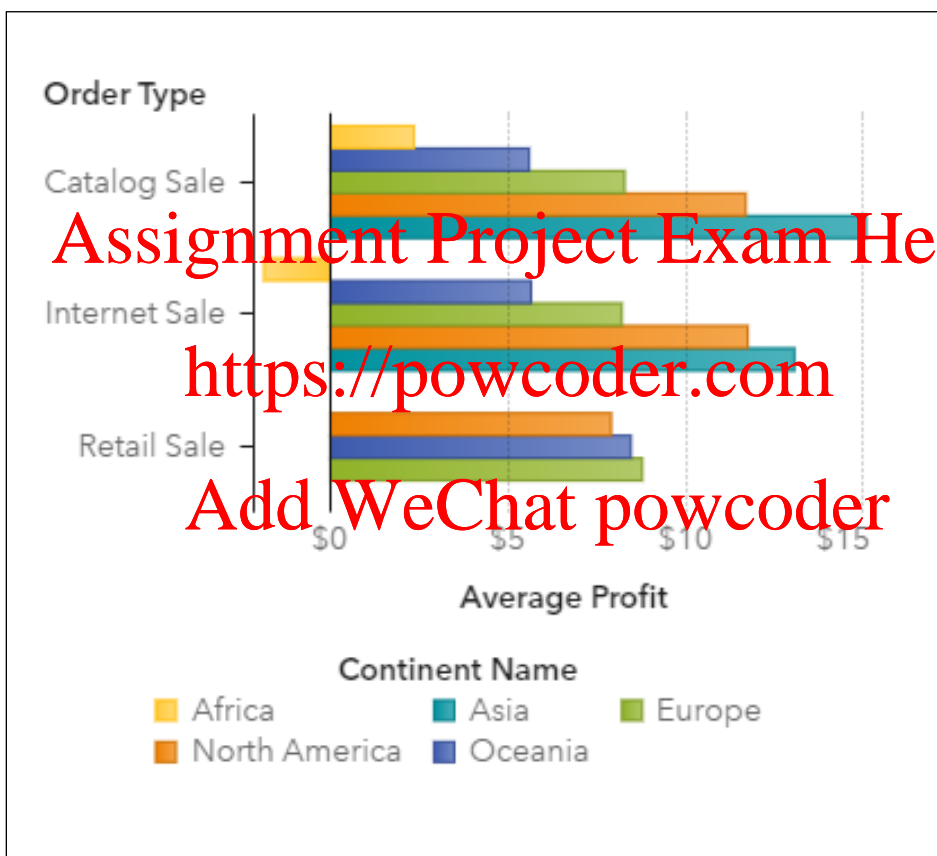 Order Type
Catalog Sale
Assignment Project Exam He
Internet Sale
https://powcoder.com
Retail Sale
Add WeChat powcoder
$0 $5 $10 $15
Average Profit
Continent Name
Africa Asia Europe
North America Oceania